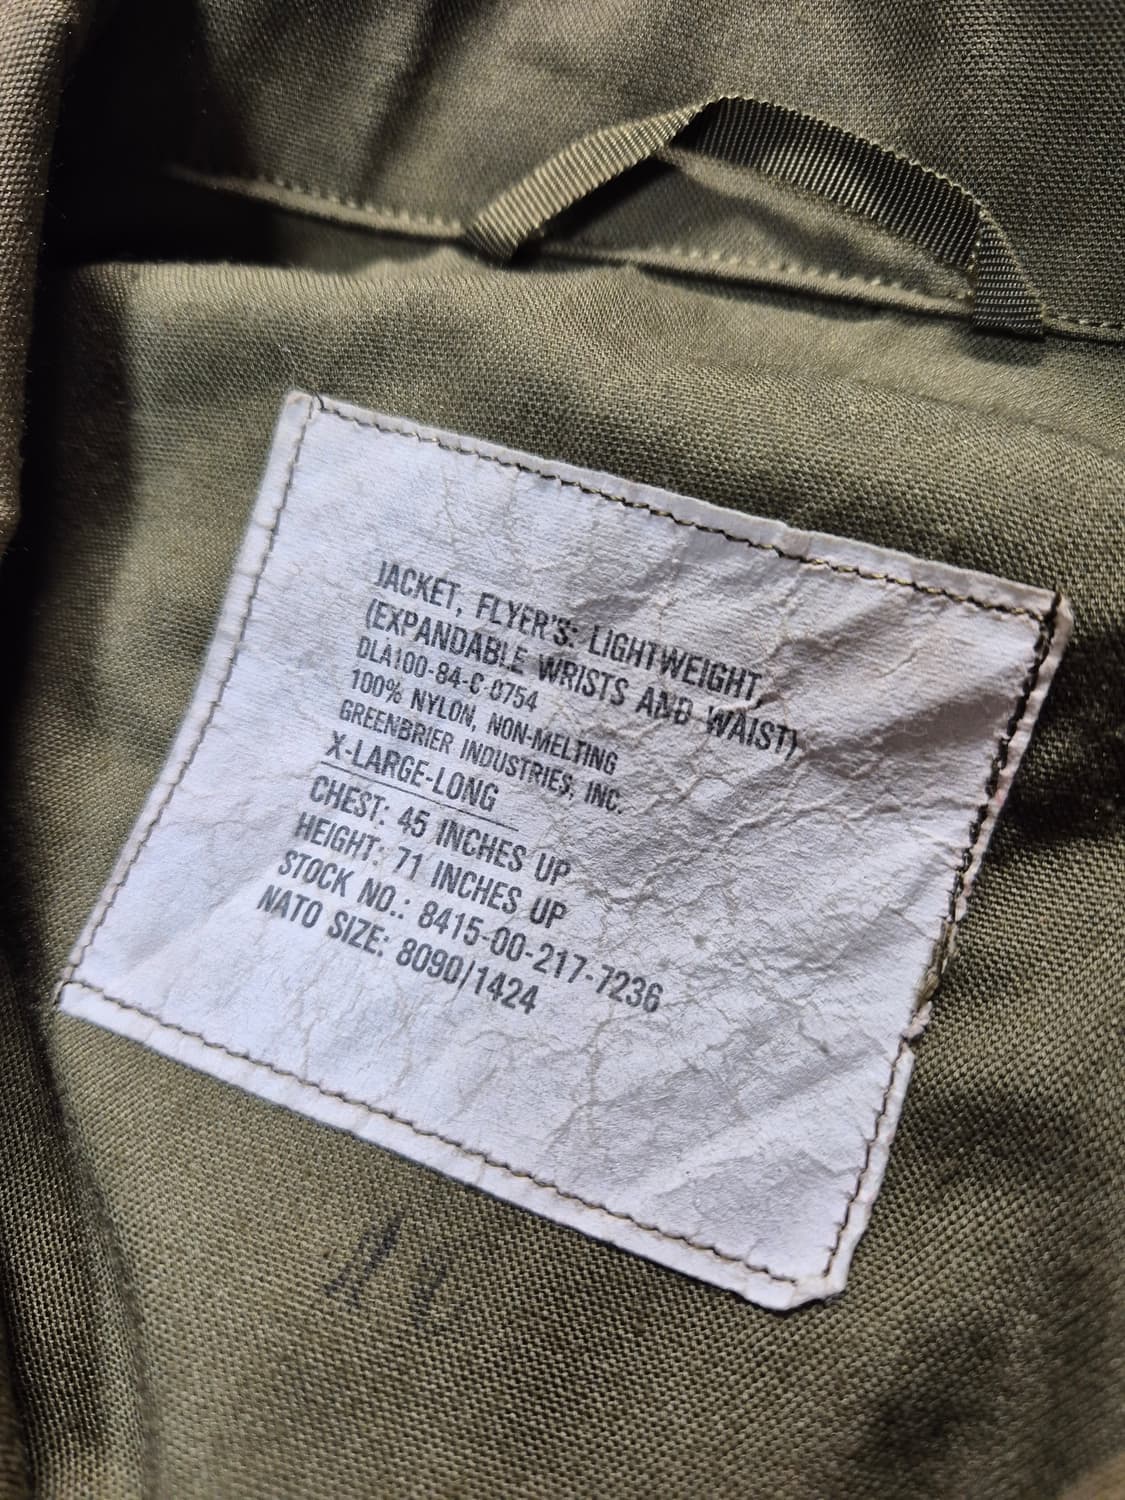 JACKET, FLYER'S: LIGHTWEIGHT,
(EXPANDABLE WRISTS AND WAIST)
DLA100-84-C-0754
100% NYLON, NON-MELTING
GREENBRIER INDUSTRIES, INC.
X-LARGE-LONG
CHEST: 45 INCHES UP
HEIGHT: 71 INCHES UP
STOCK NO.: 8415-00-217-7236
NATO SIZE: 8090/1424